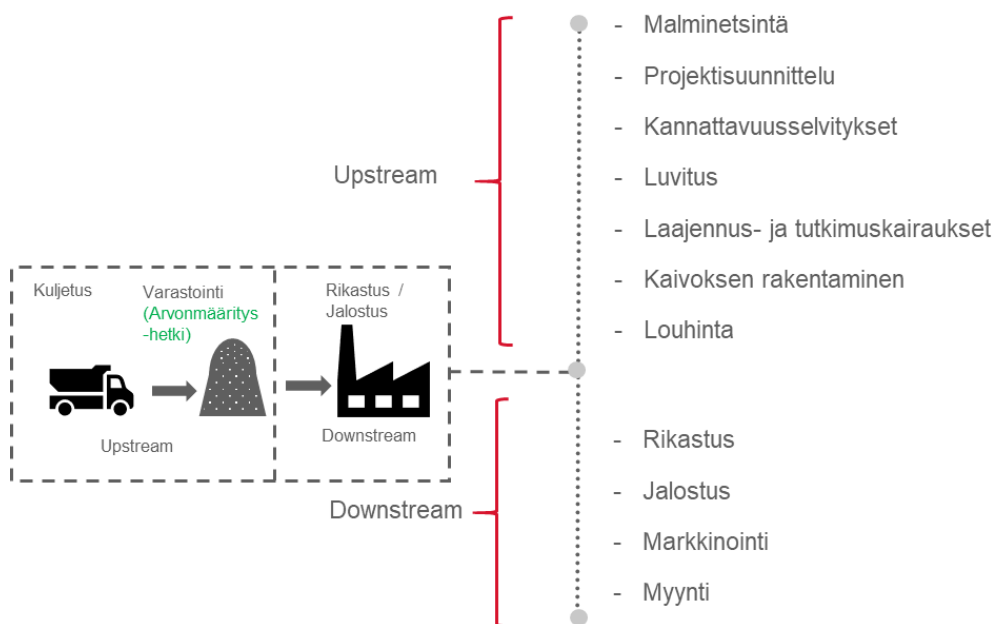 - Malminetsintä
- Projektisuunnittelu
- Kannattavuusselvitykset
Upstream
- Luvitus
- Laajennus- ja tutkimuskairaukset
- Kaivoksen rakentaminen
- Louhinta
Kuljetus
Varastointi
(Arvonmääritys
-hetki)
Rikastus /
Jalostus
Upstream
Downstream
Downstream
- Rikastus
- Jalostus
- Markkinointi
- Myynti